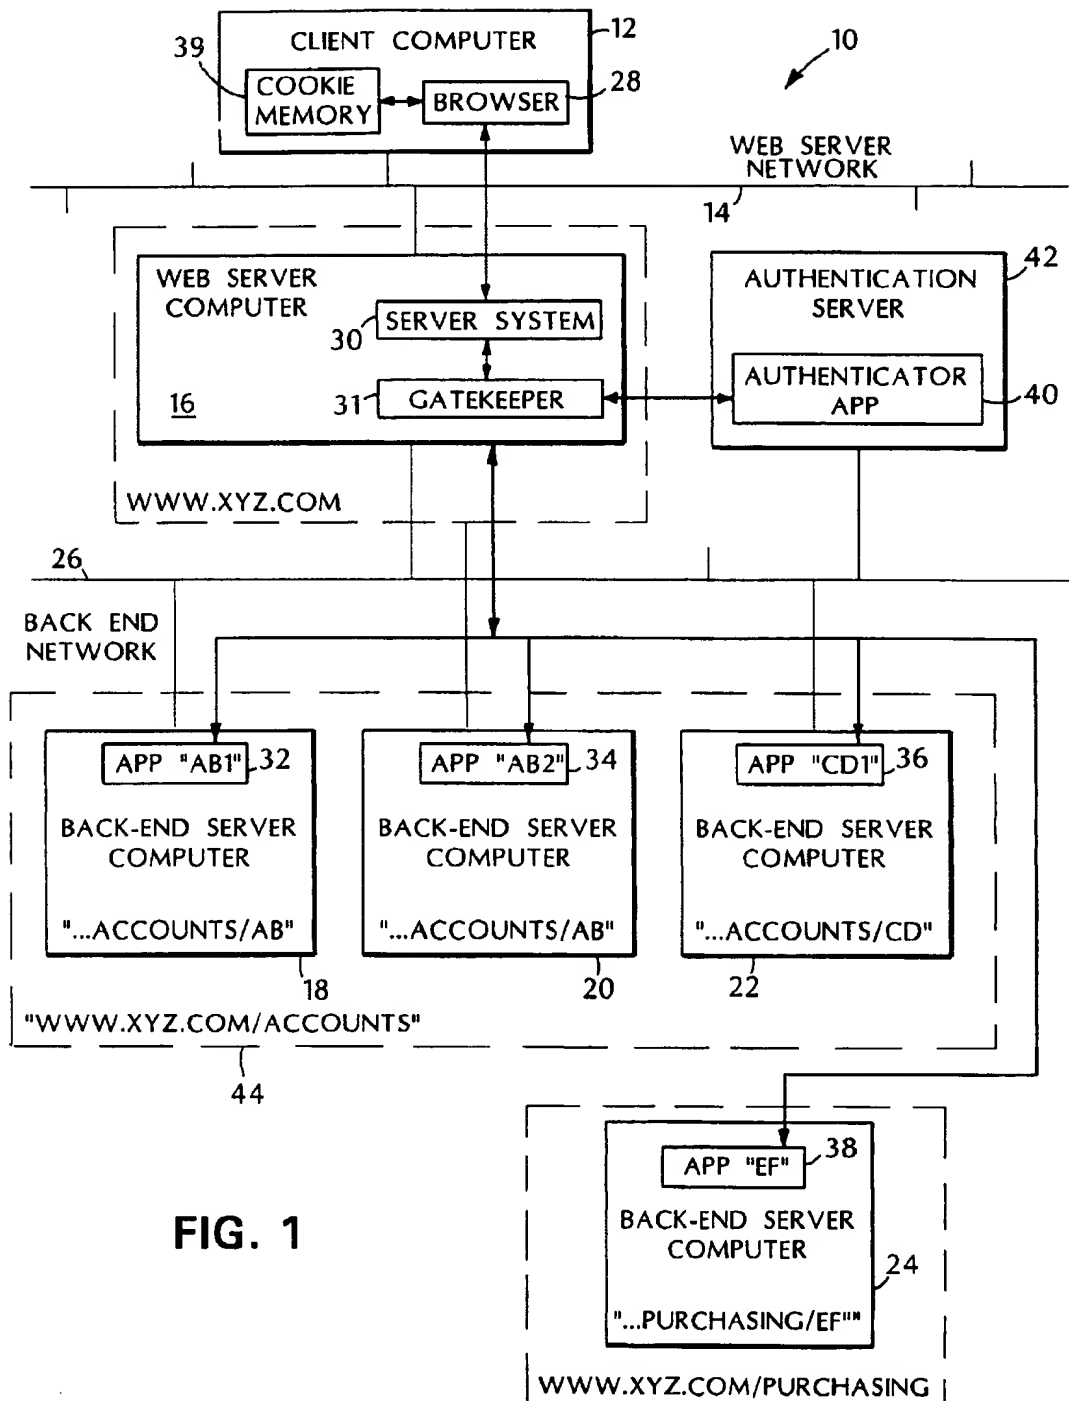 CLIENT COMPUTER
12
39
COOKIE
MEMORY
BROWSER
28
10
WEB SERVER
NETWORK
14
WEB SERVER
COMPUTER
SERVER SYSTEM
30
GATEKEEPER
31
16
WWW.XYZ.COM
42
AUTHENTICATION
SERVER
AUTHENTICATOR
APP
40
26
BACK END
NETWORK
APP "AB1"
32
BACK-END SERVER
COMPUTER
"...ACCOUNTS/AB"
18
APP "AB2"
34
BACK-END SERVER
COMPUTER
"...ACCOUNTS/AB"
20
APP "CD1"
36
BACK-END SERVER
COMPUTER
"...ACCOUNTS/CD"
22
"WWW.XYZ.COM/ACCOUNTS"
44
APP "EF"
38
BACK-END SERVER
COMPUTER
"...PURCHASING/EF""
24
WWW.XYZ.COM/PURCHASING
FIG. 1